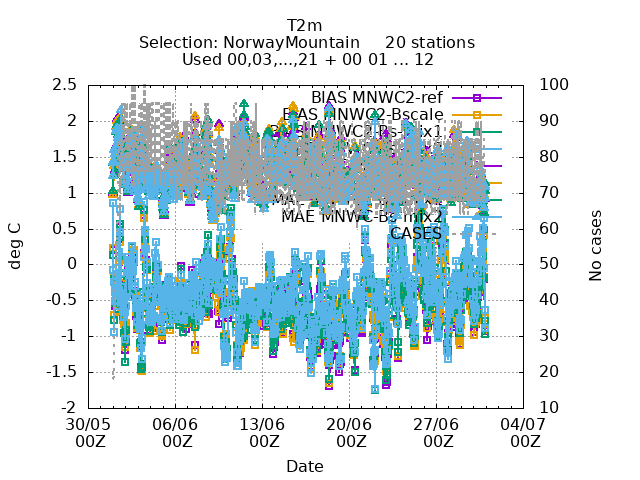 T2m
Selection: NorwayMountain 20 stations
Used 00,03,...,21 + 00 01 ... 12
2.5
2
1.5
1
0.5
0
-0.5
-1
-1.5
-2
100
90
80
70
60
50
40
30
20
10
deg C
No cases
BIAS MNWC2-ref
BIAS MNWC2-Bscale
MAE MNWC-Bs-mix2
CASES
30/05 00Z
06/06 00Z
13/06 00Z
20/06 00Z
27/06 00Z
04/07 00Z
Date